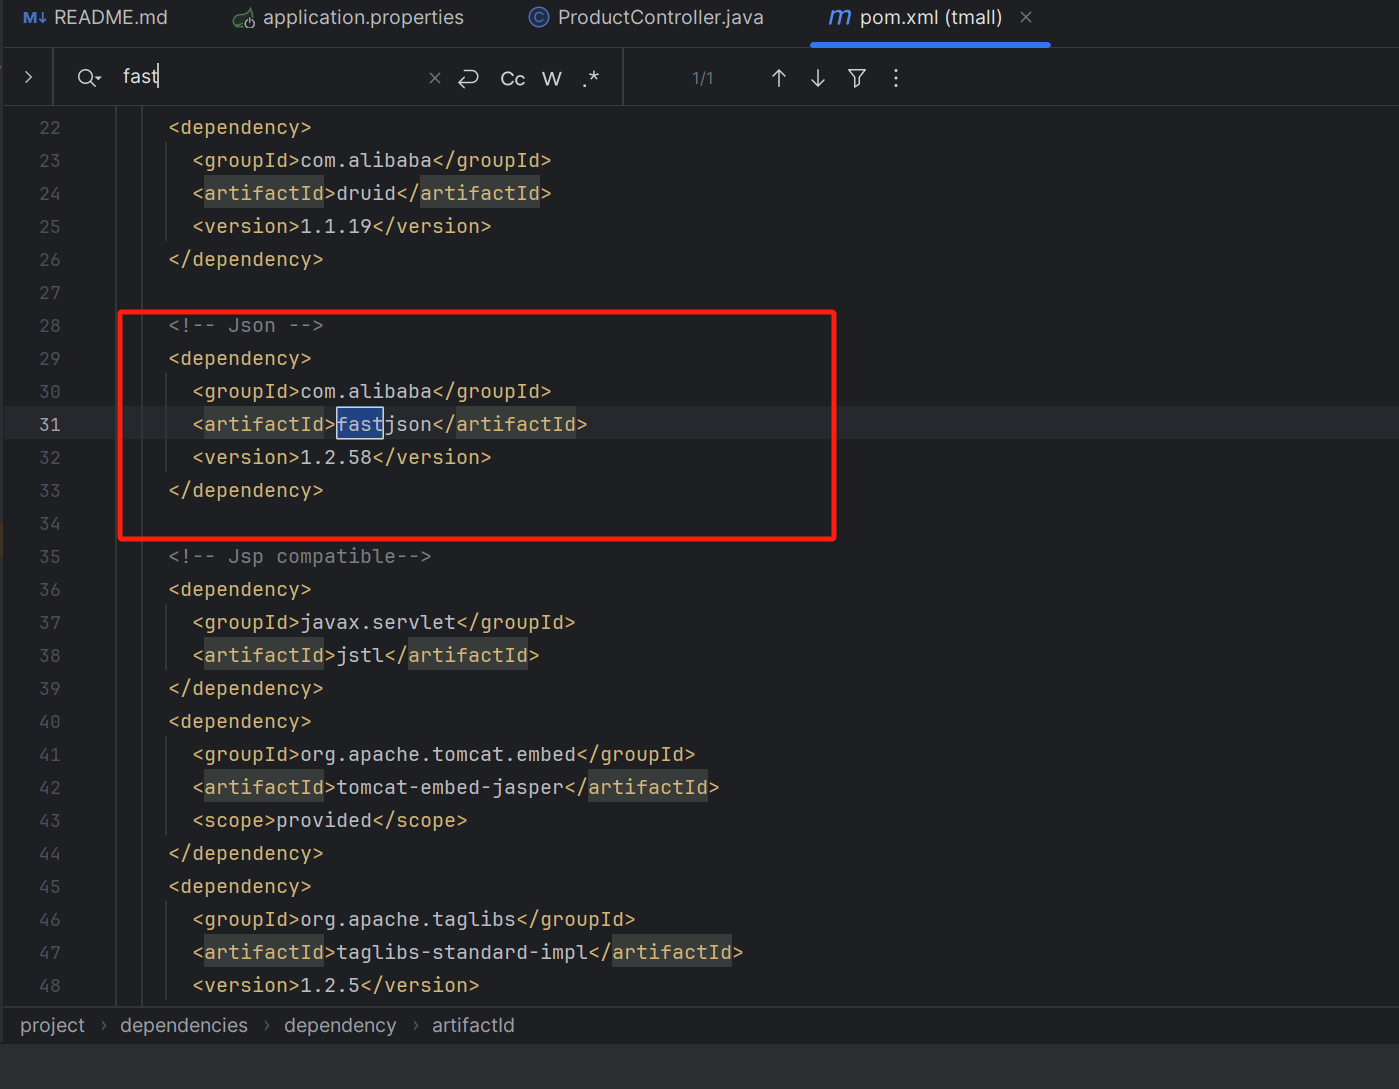 M↓ README.md application.properties ProductController.java m pom.xml (tmall)
fast Cc W .* 1/1
22 <dependency>
23 <groupId>com.alibaba</groupId>
24 <artifactId>druid</artifactId>
25 <version>1.1.19</version>
26 </dependency>
27
28 <!-- Json -->
29 <dependency>
30 <groupId>com.alibaba</groupId>
31 <artifactId>fastjson</artifactId>
32 <version>1.2.58</version>
33 </dependency>
34
35 <!-- Jsp compatible-->
36 <dependency>
37 <groupId>javax.servlet</groupId>
38 <artifactId>jstl</artifactId>
39 </dependency>
40 <dependency>
41 <groupId>org.apache.tomcat.embed</groupId>
42 <artifactId>tomcat-embed-jasper</artifactId>
43 <scope>provided</scope>
44 </dependency>
45 <dependency>
46 <groupId>org.apache.taglibs</groupId>
47 <artifactId>taglibs-standard-impl</artifactId>
48 <version>1.2.5</version>
project › dependencies › dependency › artifactId